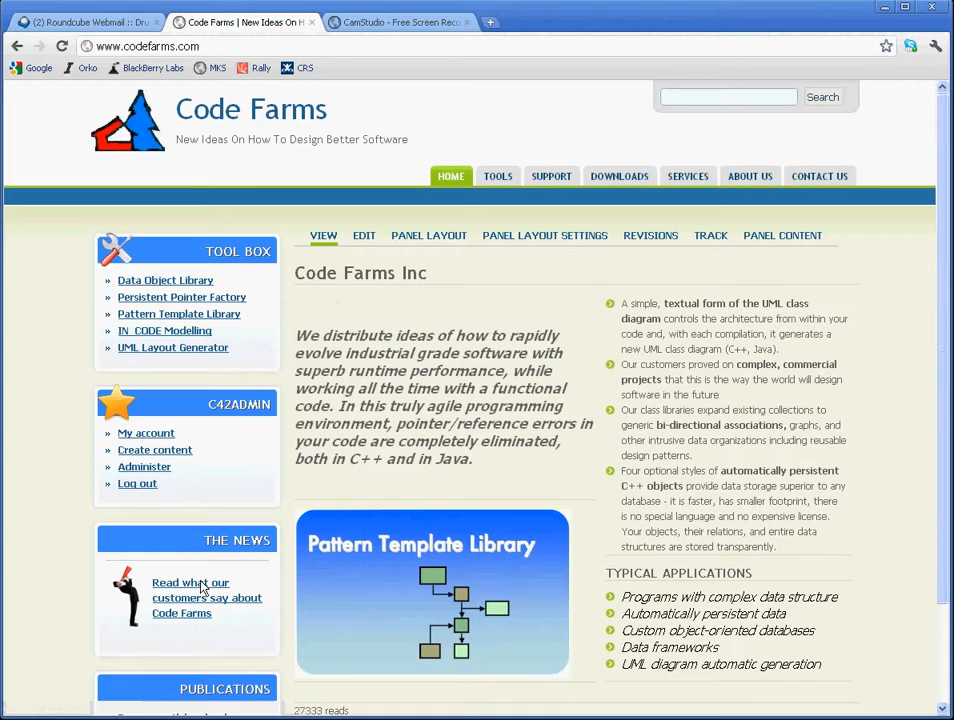 (2) Roundcube Webmail :: Dru
Code Farms | New Ideas On H
CamStudio - Free Screen Reco
www.codefarms.com
Google
Orko
BlackBerry Labs
MKS
Rally
CRS
Code Farms
New Ideas On How To Design Better Software
Search
HOME
TOOLS
SUPPORT
DOWNLOADS
SERVICES
ABOUT US
CONTACT US
TOOL BOX
» Data Object Library
» Persistent Pointer Factory
» Pattern Template Library
» IN_CODE Modelling
» UML Layout Generator
C42ADMIN
» My account
» Create content
» Administer
» Log out
THE NEWS
Read what our
customers say about
Code Farms
PUBLICATIONS
VIEW
EDIT
PANEL LAYOUT
PANEL LAYOUT SETTINGS
REVISIONS
TRACK
PANEL CONTENT
Code Farms Inc
We distribute ideas of how to rapidly
evolve industrial grade software with
superb runtime performance, while
working all the time with a functional
code. In this truly agile programming
environment, pointer/reference errors in
your code are completely eliminated,
both in C++ and in Java.
Pattern Template Library
27333 reads
A simple, textual form of the UML class
diagram controls the architecture from within your
code and, with each compilation, it generates a
new UML class diagram (C++, Java).
Our customers proved on complex, commercial
projects that this is the way the world will design
software in the future
Our class libraries expand existing collections to
generic bi-directional associations, graphs, and
other intrusive data organizations including reusable
design patterns.
Four optional styles of automatically persistent
C++ objects provide data storage superior to any
database - it is faster, has smaller footprint, there
is no special language and no expensive license.
Your objects, their relations, and entire data
structures are stored transparently.
TYPICAL APPLICATIONS
Programs with complex data structure
Automatically persistent data
Custom object-oriented databases
Data frameworks
UML diagram automatic generation